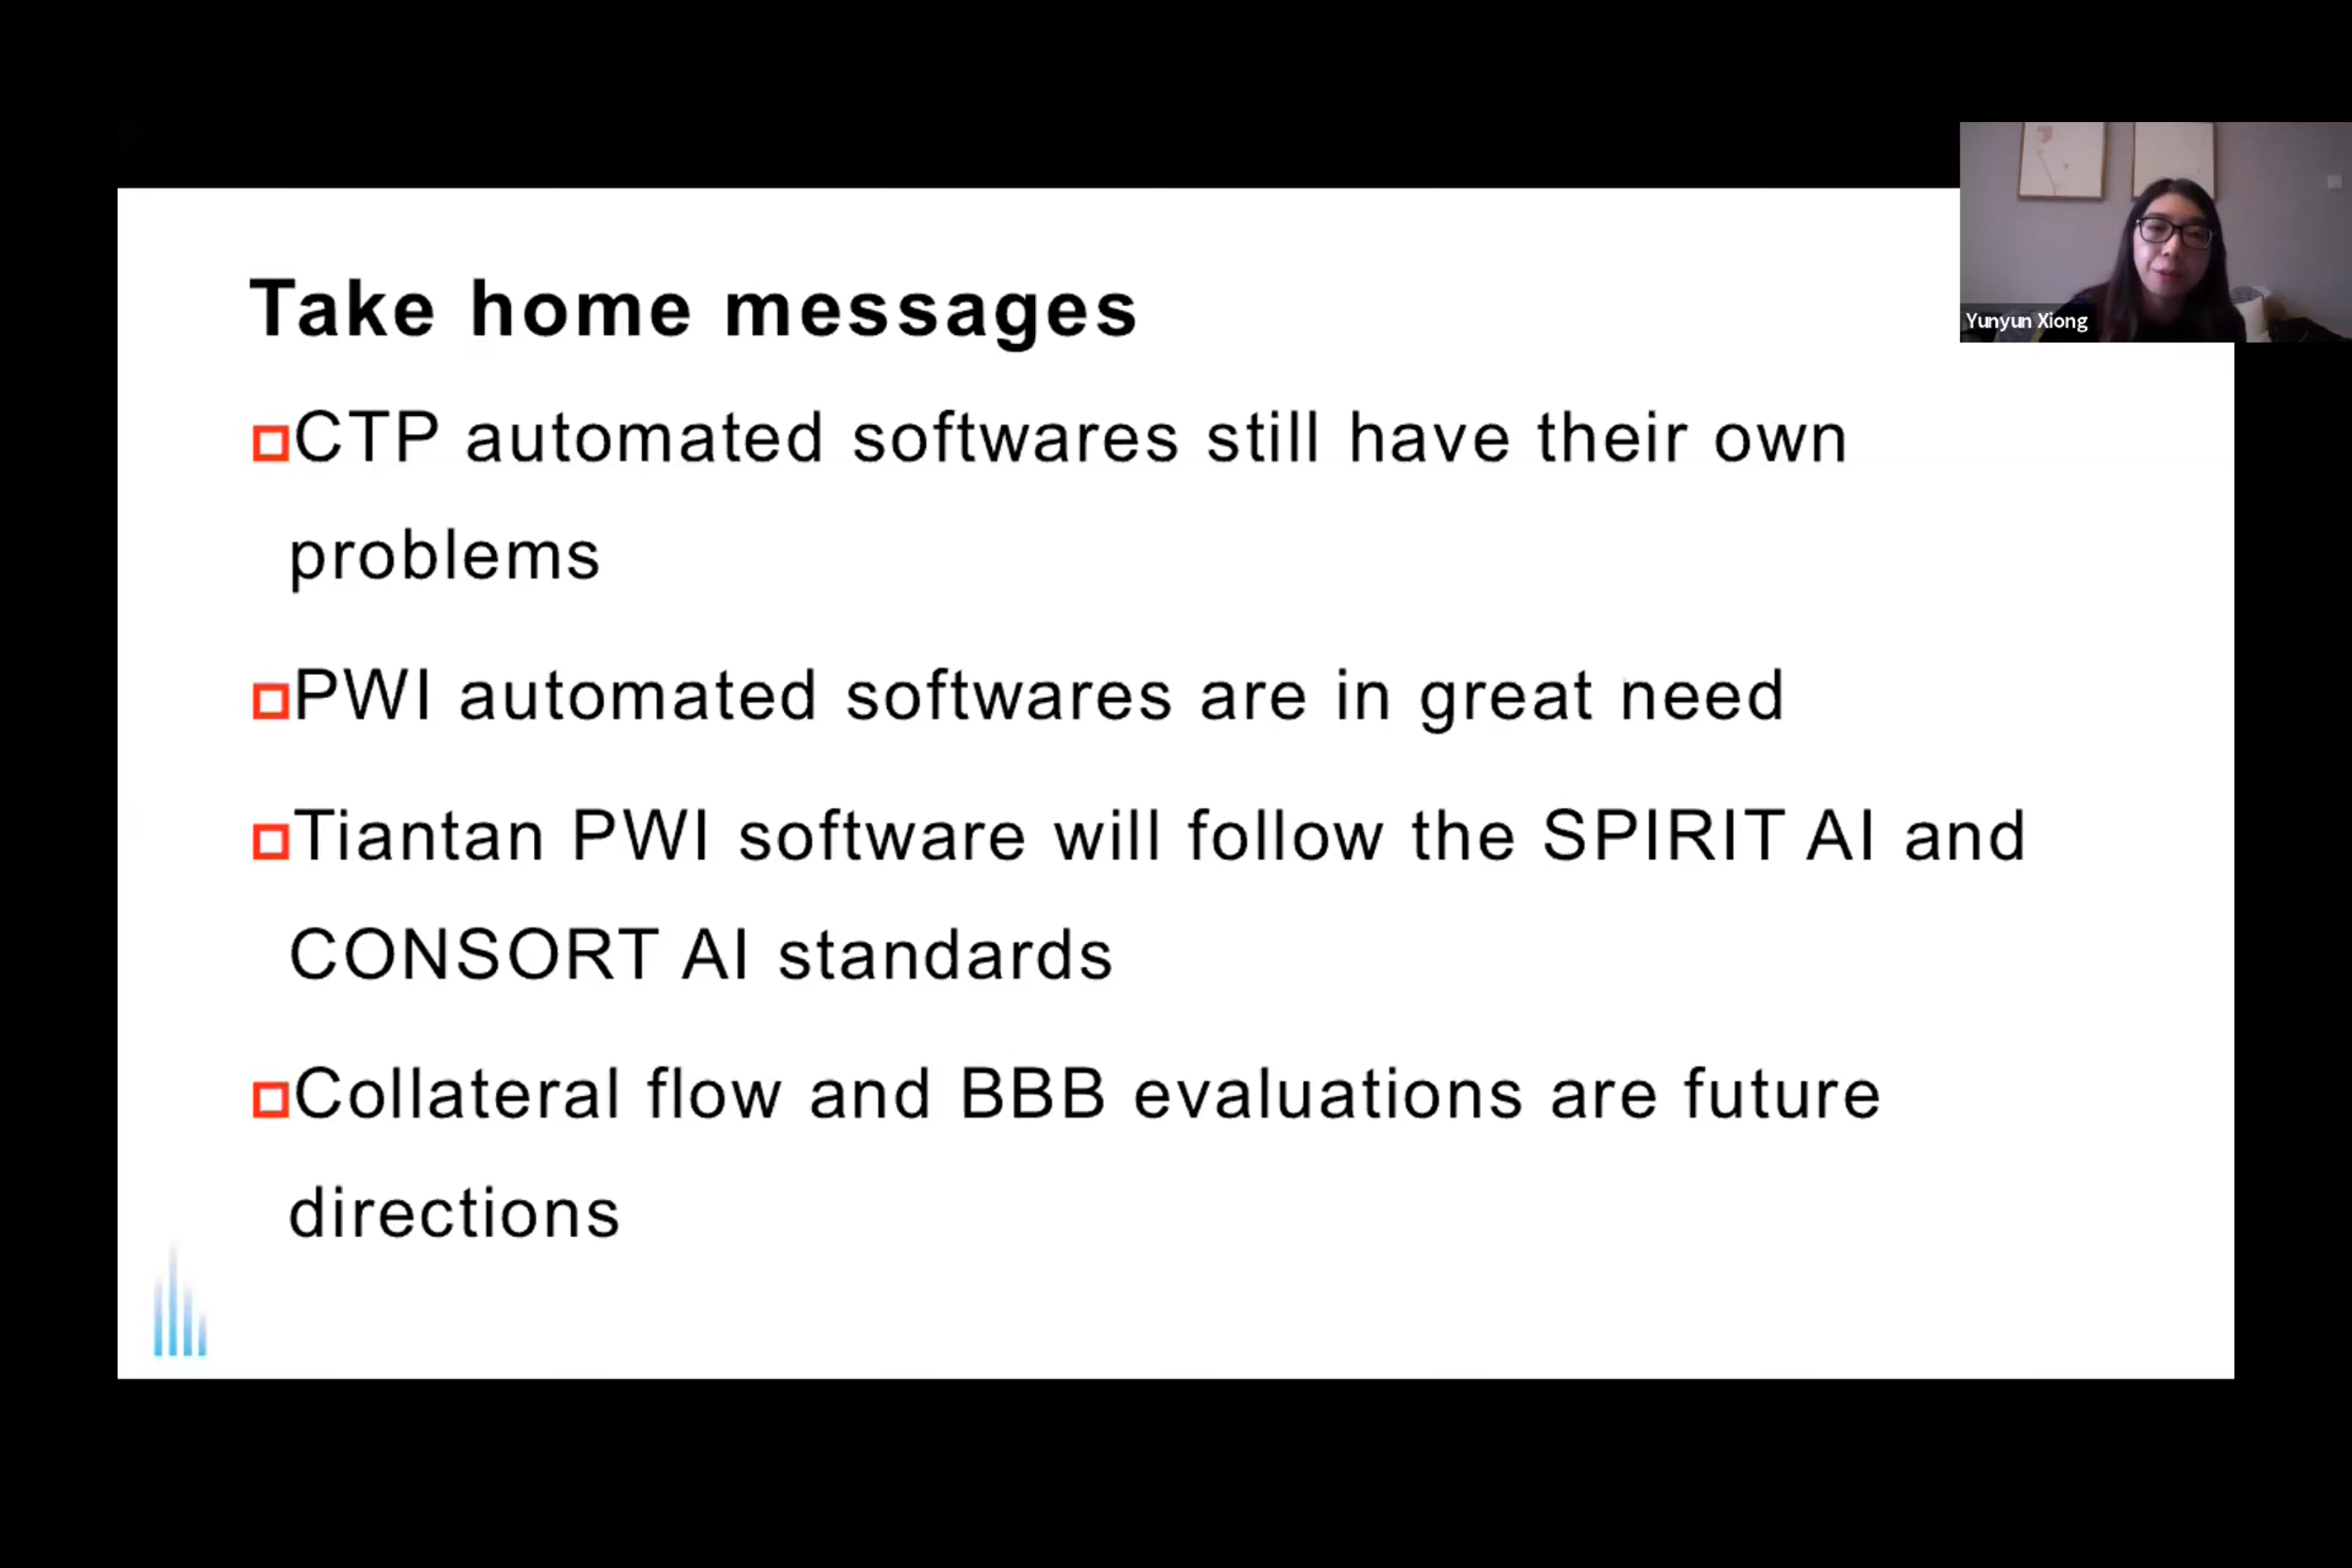 Take home messages
CTP automated softwares still have their own
problems
PWI automated softwares are in great need
Tiantan PWI software will follow the SPIRIT AI and
CONSORT AI standards
Collateral flow and BBB evaluations are future
directions
Yunyun Xiong